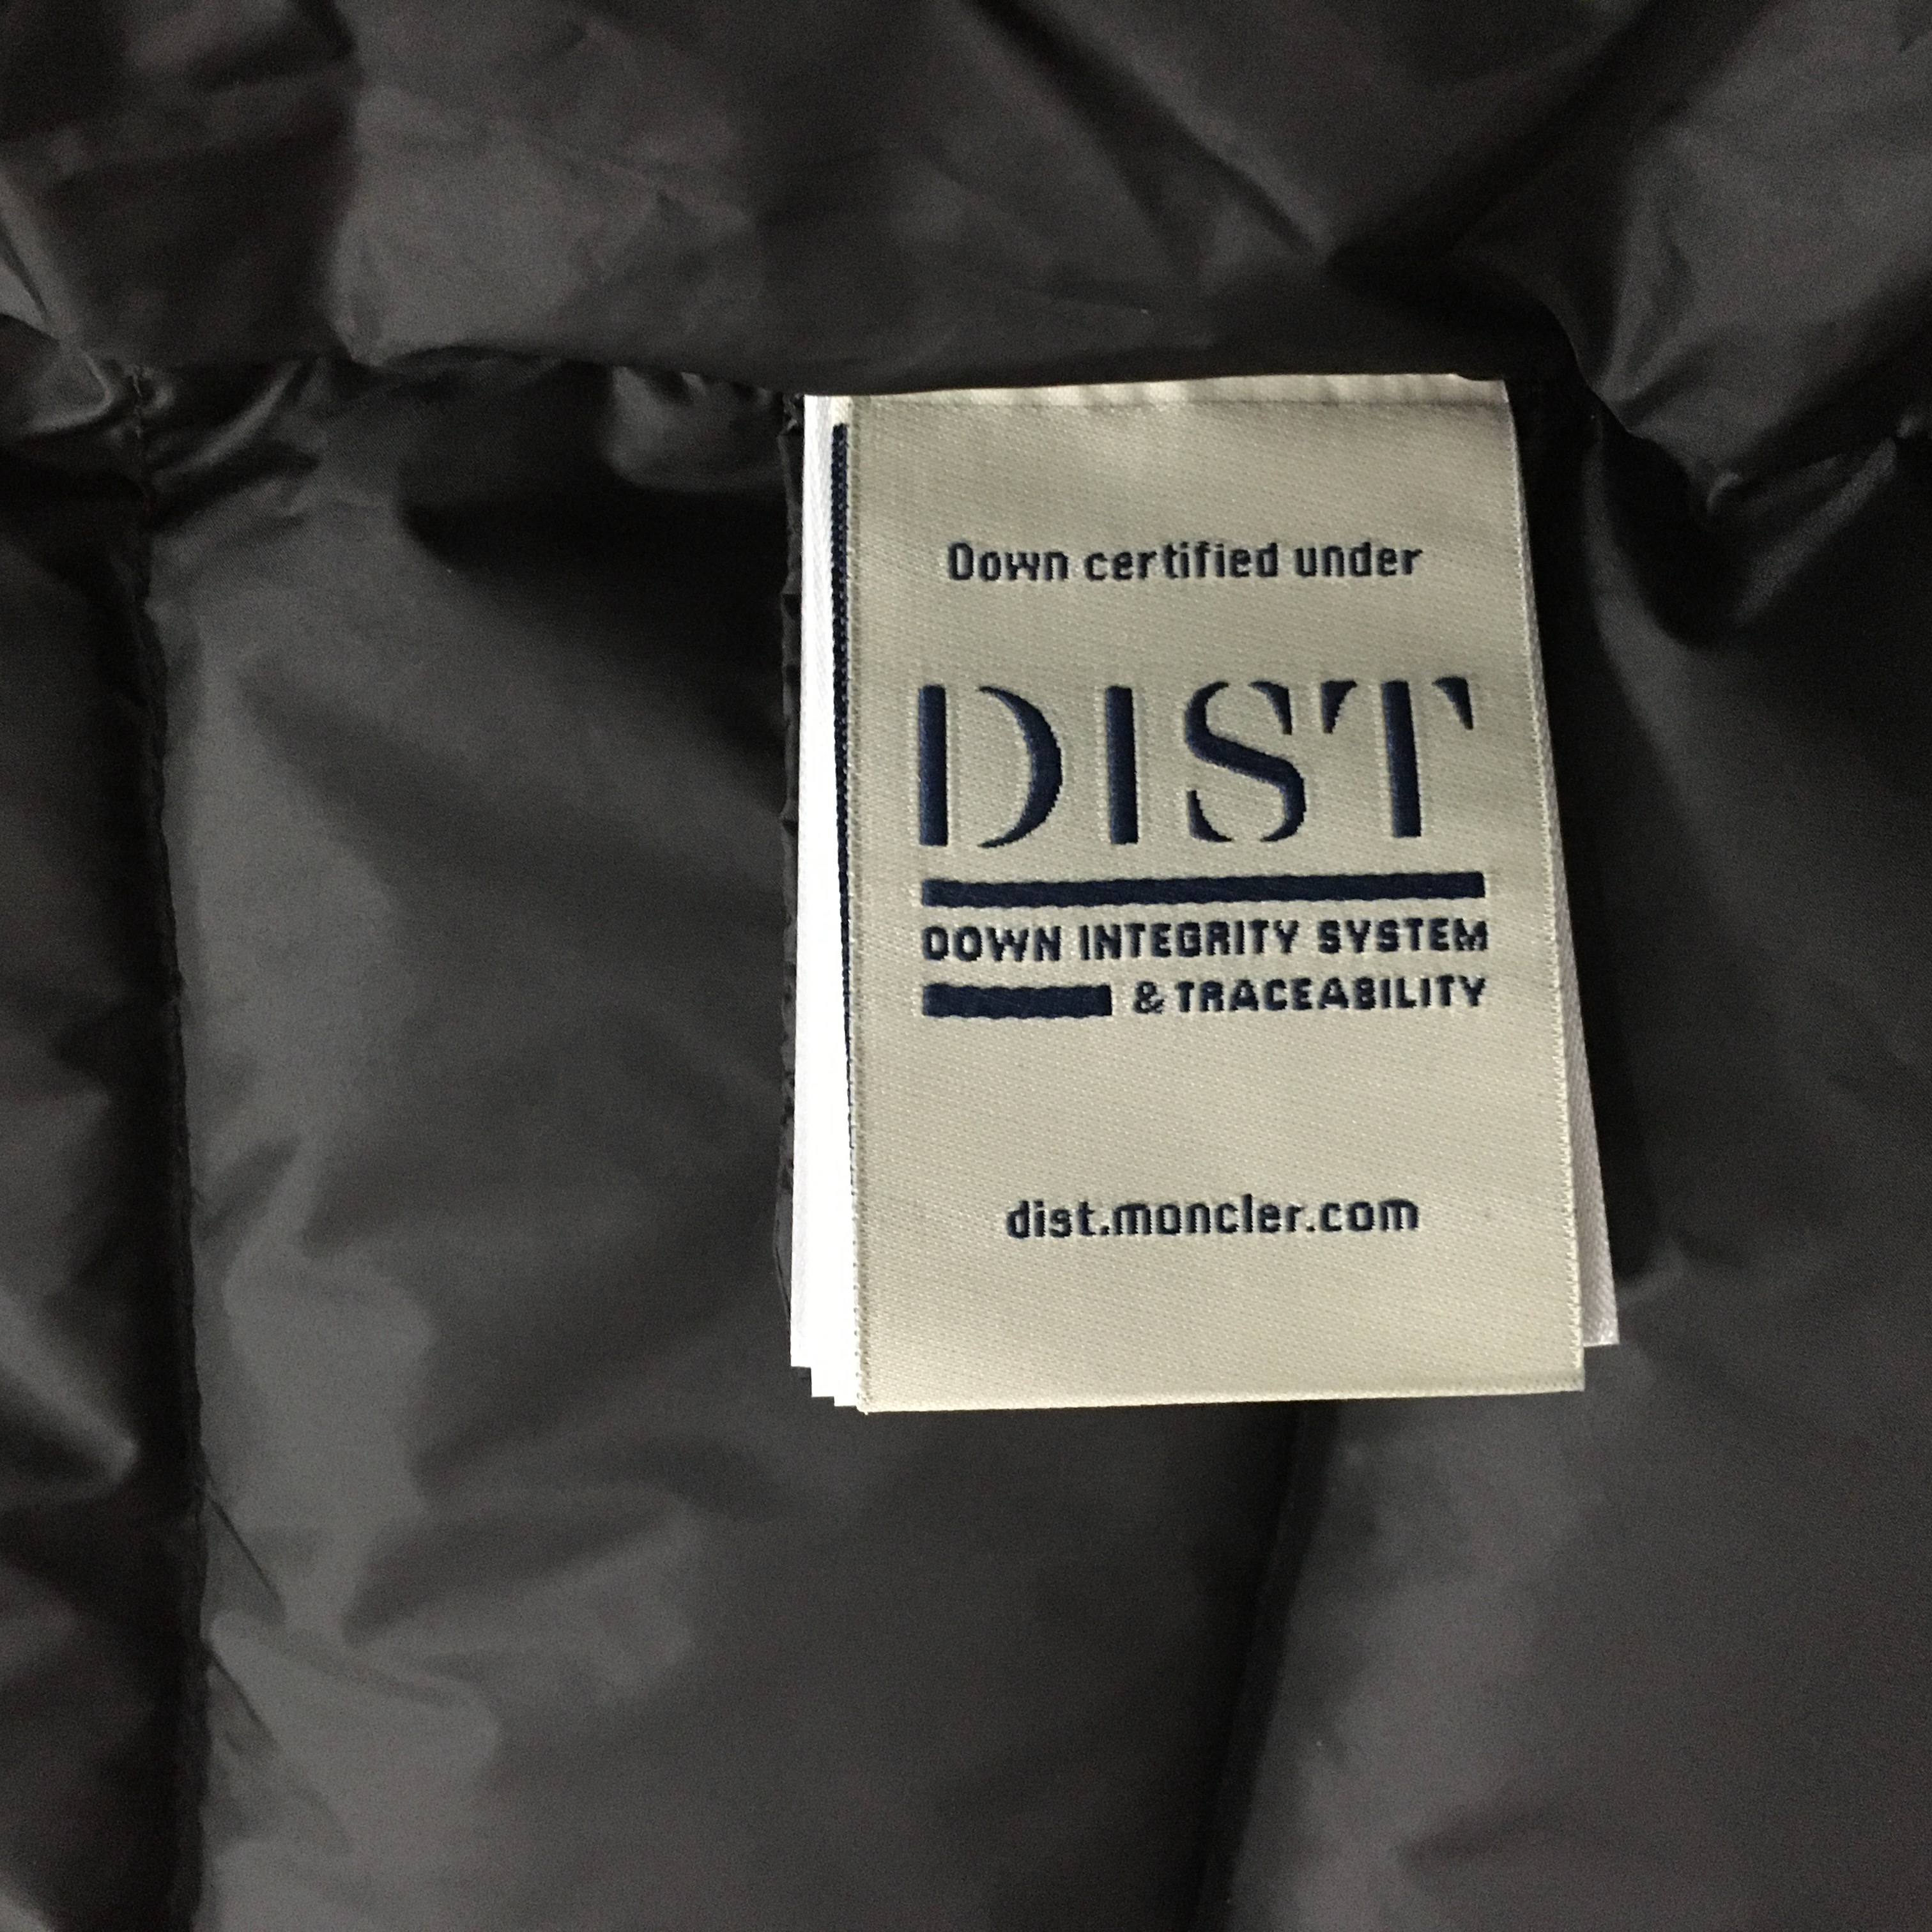 Down certified under
DIST
DOWN INTEGRITY SYSTEM
& TRACEABILITY
dist.moncler.com